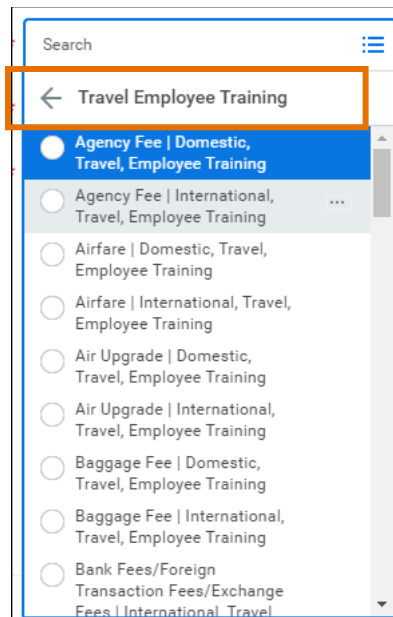 Search
Travel Employee Training
Agency Fee | Domestic,
Travel, Employee Training
Agency Fee | International,
Travel, Employee Training
Airfare | Domestic, Travel,
Employee Training
Airfare | International, Travel,
Employee Training
Air Upgrade | Domestic,
Travel, Employee Training
Air Upgrade | International,
Travel, Employee Training
Baggage Fee | Domestic,
Travel, Employee Training
Baggage Fee | International,
Travel, Employee Training
Bank Fees/Foreign
Transaction Fees/Exchange
Fees | International, Travel,